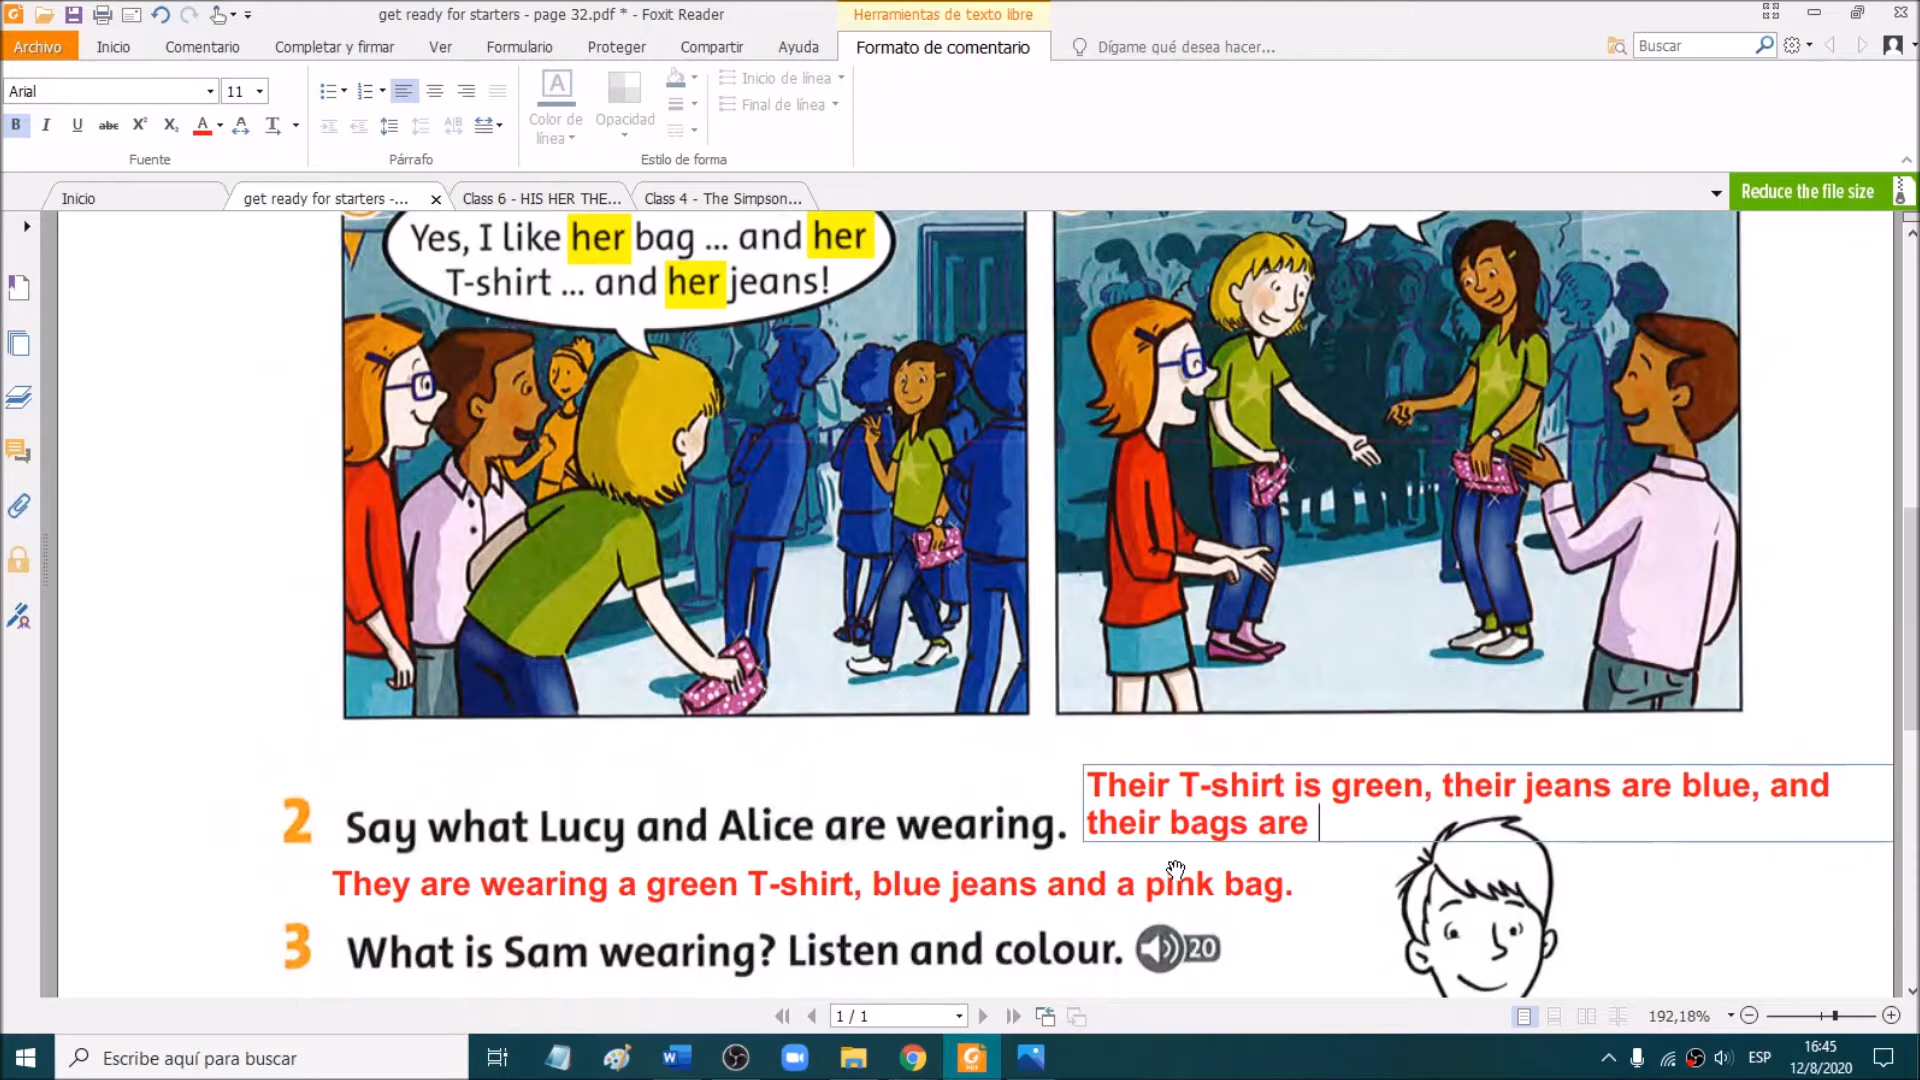 get ready for starters - page 32.pdf * - Foxit Reader
Herramientas de texto libre
Archivo
Inicio
Comentario
Completar y firmar
Ver
Formulario
Proteger
Compartir
Ayuda
Formato de comentario
Dígame qué desea hacer...
Buscar
Arial
11
Color de línea
Opacidad
Inicio de línea
Final de línea
Fuente
Párrafo
Estilo de forma
Inicio
get ready for starters -...
Class 6 - HIS HER THE...
Class 4 - The Simpson...
Reduce the file size
Yes, I like her bag ... and her
T-shirt ... and her jeans!
Their T-shirt is green, their jeans are blue, and
their bags are
2 Say what Lucy and Alice are wearing.
They are wearing a green T-shirt, blue jeans and a pink bag.
3 What is Sam wearing? Listen and colour. 20
1 / 1
192,18%
Escribe aquí para buscar
ESP
16:45
12/8/2020